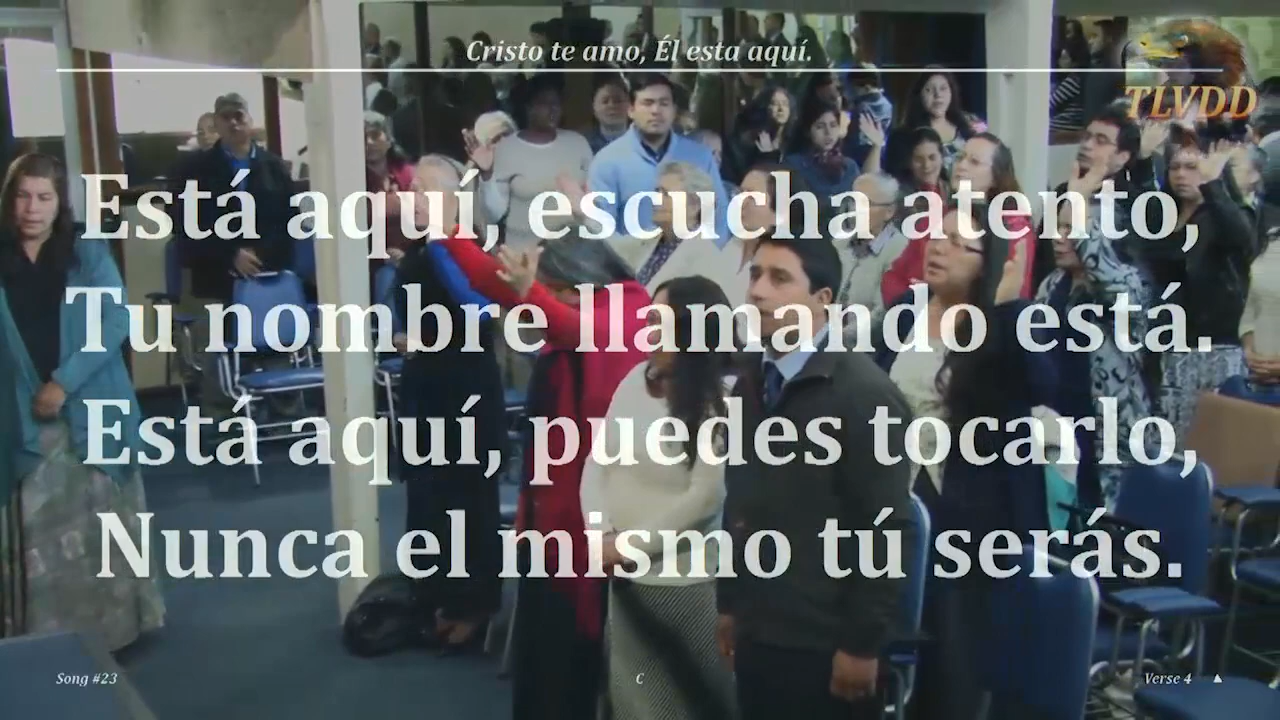 Cristo te amo, Él esta aquí.
TLVDD
Está aquí, escucha atento,
Tu nombre llamando está.
Está aquí, puedes tocarlo,
Nunca el mismo tú serás.
Song #23
C
Verse 4 ▲